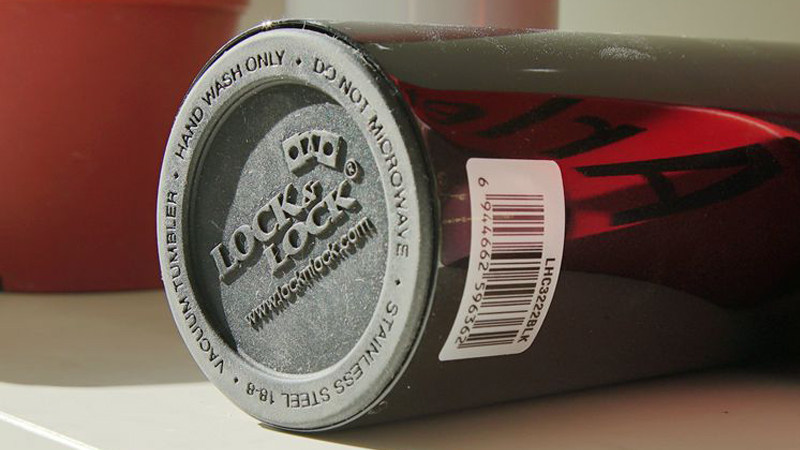 HAND WASH ONLY • DO NOT MICROWAVE • STAINLESS STEEL 18-8 • VACUUM TUMBLER •
LOCK&
LOCK®
www.locknlock.com
6 944662 596362
LHC3222BLK